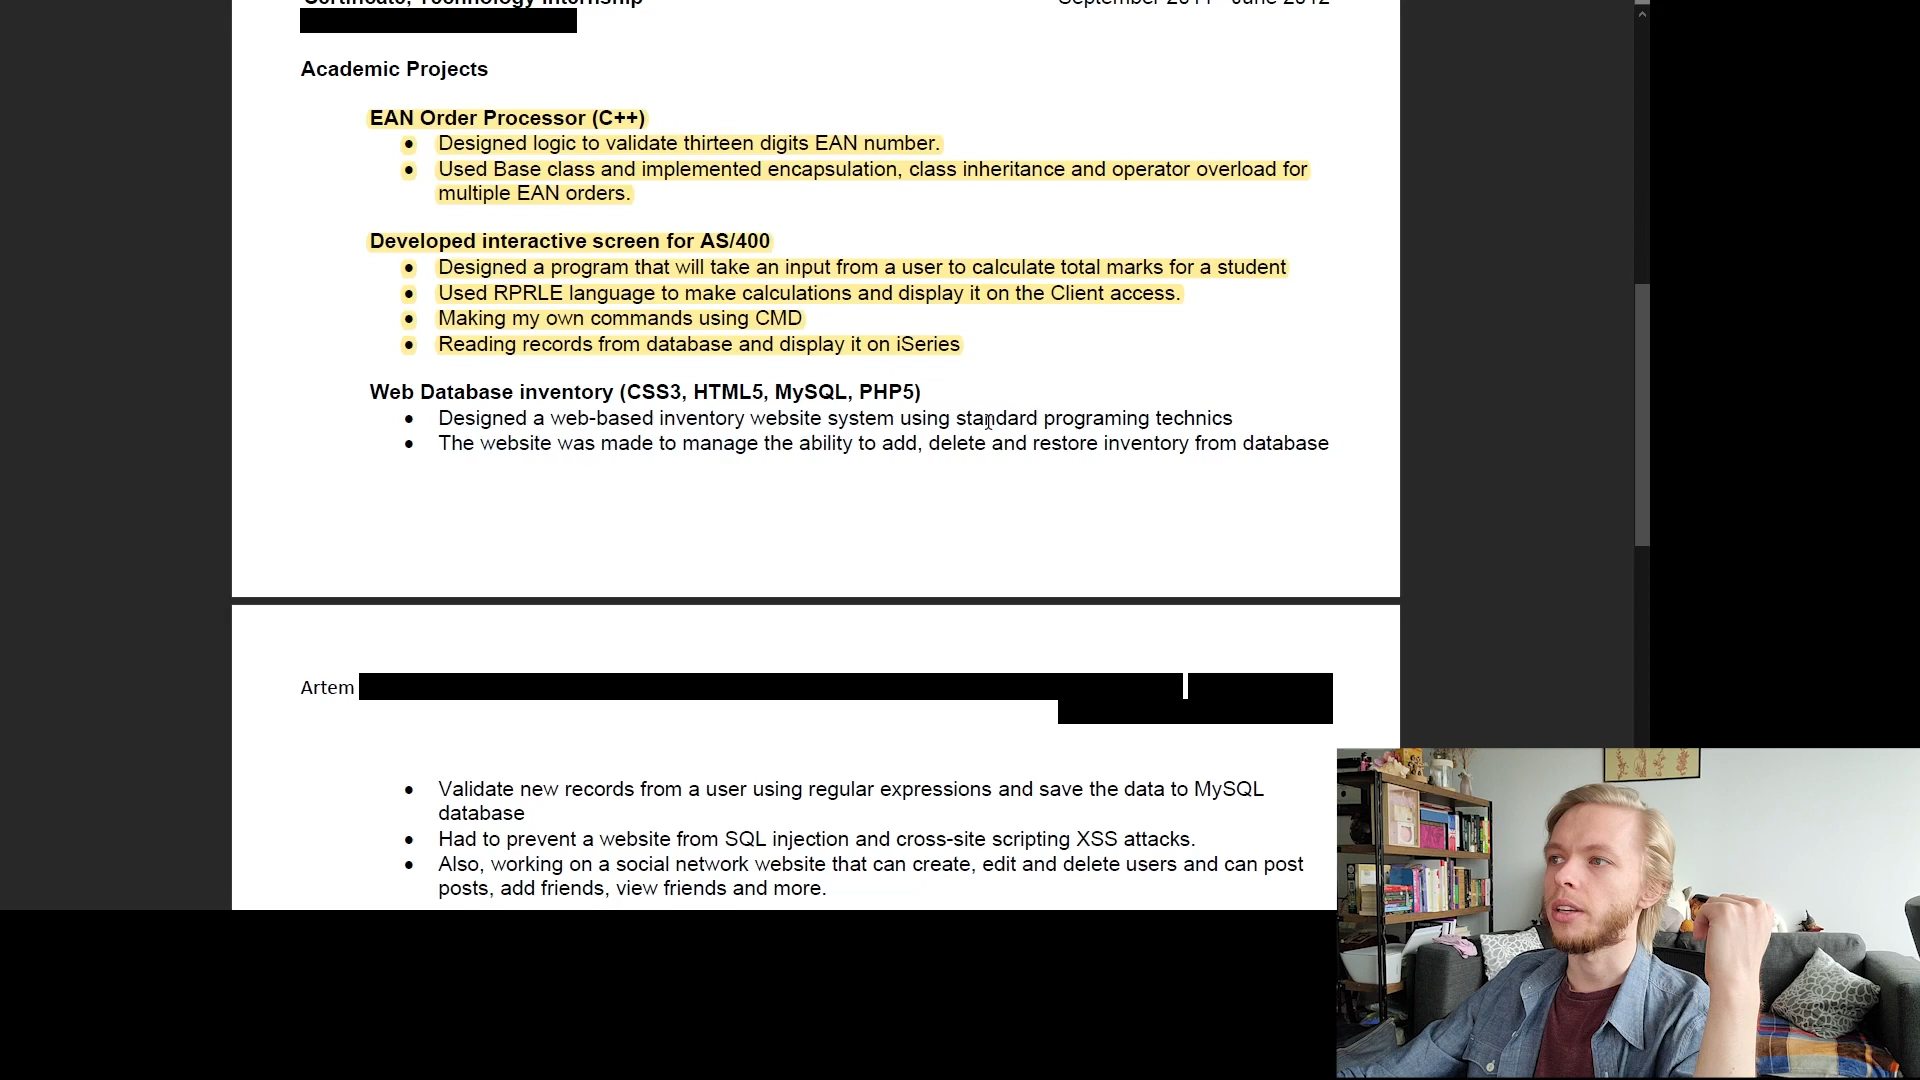 Certificate, Technology Internship September 2011 - June 2012
Academic Projects
EAN Order Processor (C++)
● Designed logic to validate thirteen digits EAN number.
● Used Base class and implemented encapsulation, class inheritance and operator overload for
multiple EAN orders.
Developed interactive screen for AS/400
● Designed a program that will take an input from a user to calculate total marks for a student
● Used RPRLE language to make calculations and display it on the Client access.
● Making my own commands using CMD
● Reading records from database and display it on iSeries
Web Database inventory (CSS3, HTML5, MySQL, PHP5)
● Designed a web-based inventory website system using standard programing technics
● The website was made to manage the ability to add, delete and restore inventory from database
Artem
● Validate new records from a user using regular expressions and save the data to MySQL
database
● Had to prevent a website from SQL injection and cross-site scripting XSS attacks.
● Also, working on a social network website that can create, edit and delete users and can post
posts, add friends, view friends and more.